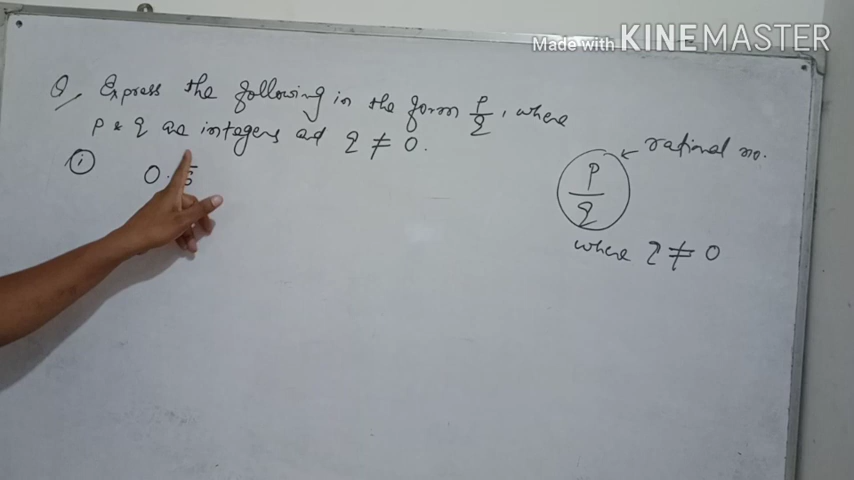 Made with KINEMASTER
Q, Express the following in the form p/q, where
p & q are integers and q ≠ 0.
(i) 0.
p/q ← rational no.
where q ≠ 0